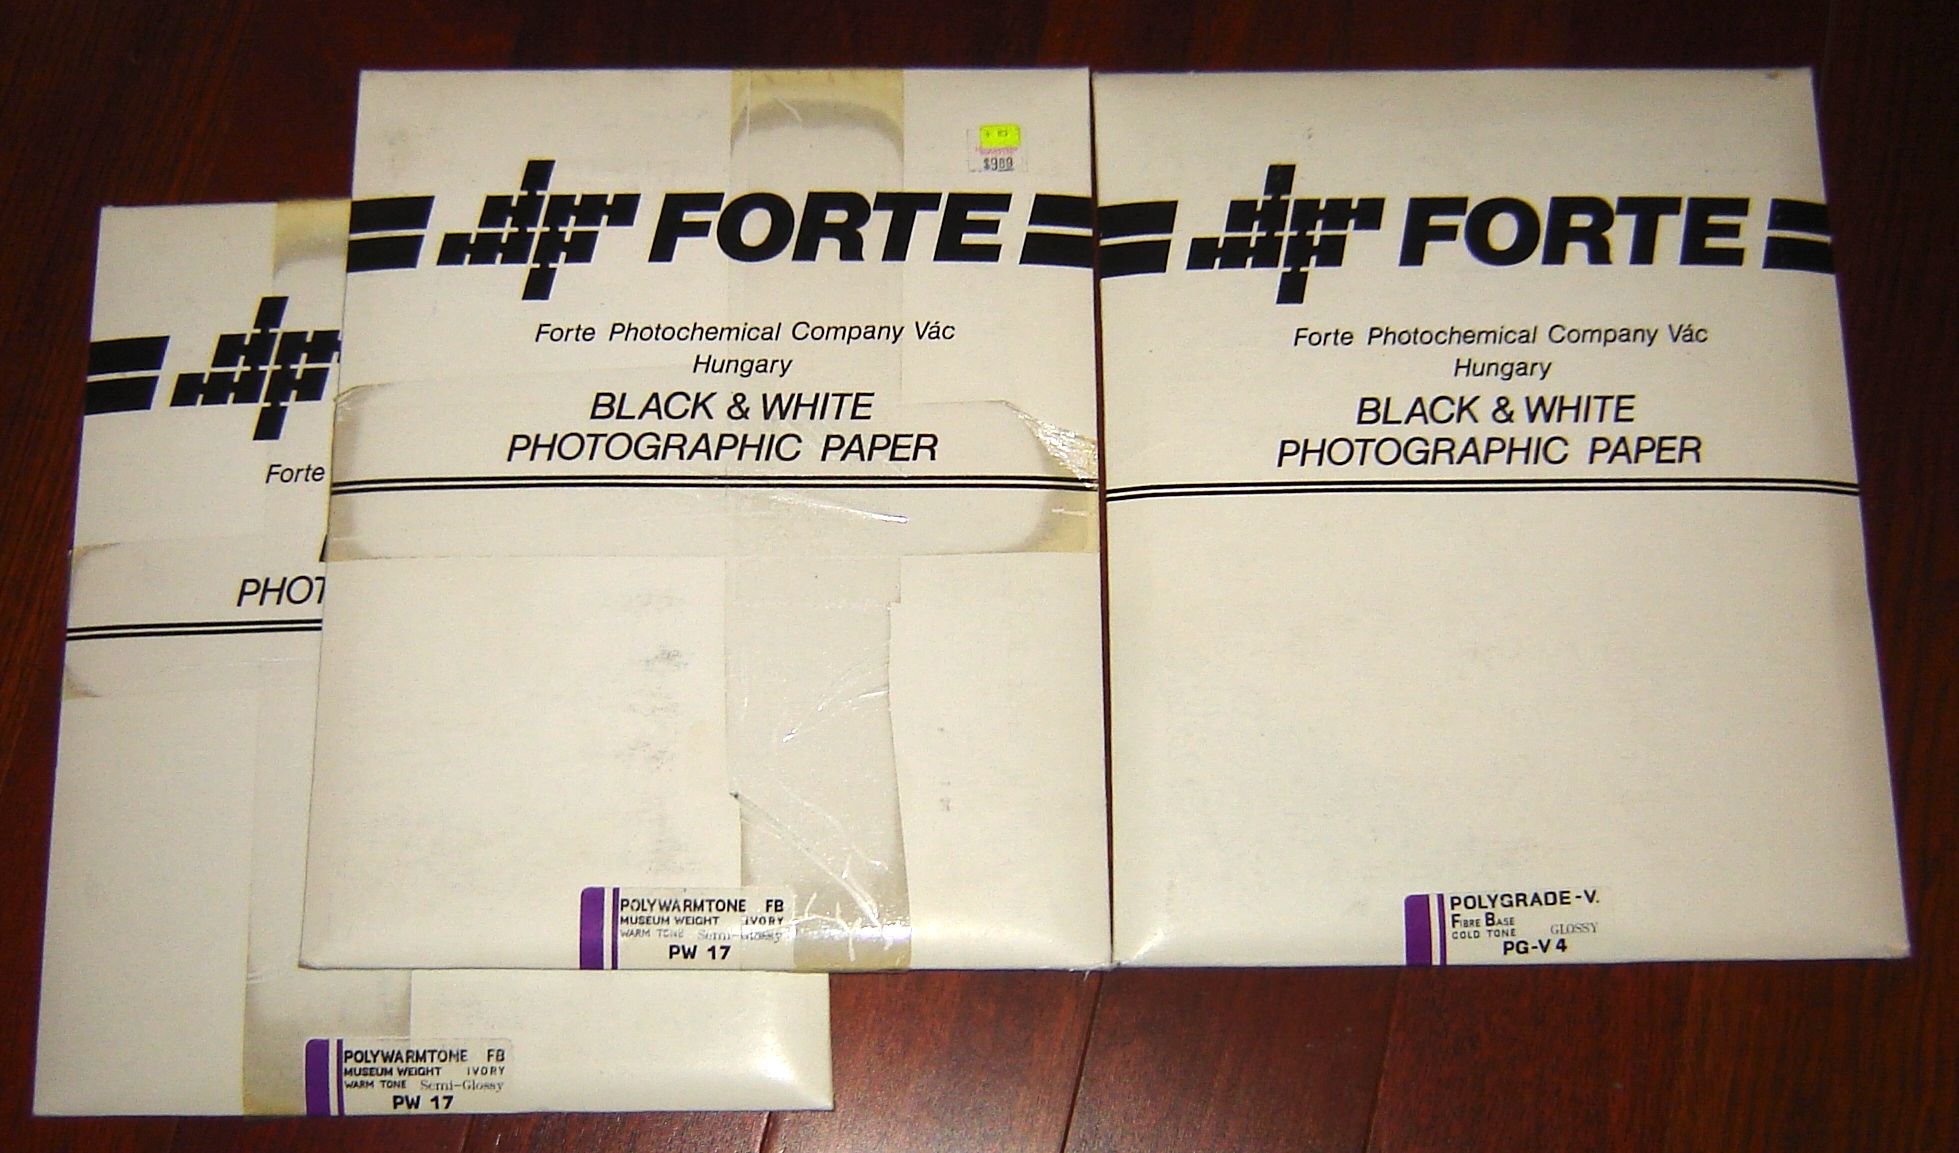 Forte
PHOT
POLYWARMTONE FB
MUSEUM WEIGHT IVORY
WARM TONE Semi-Glossy
PW 17
$9.89
FORTE
Forte Photochemical Company Vác
Hungary
BLACK & WHITE
PHOTOGRAPHIC PAPER
POLYWARMTONE FB
MUSEUM WEIGHT IVORY
WARM TONE Semi-Glossy
PW 17
FORTE
Forte Photochemical Company Vác
Hungary
BLACK & WHITE
PHOTOGRAPHIC PAPER
POLYGRADE-V.
FIBRE BASE
COLD TONE GLOSSY
PG-V 4